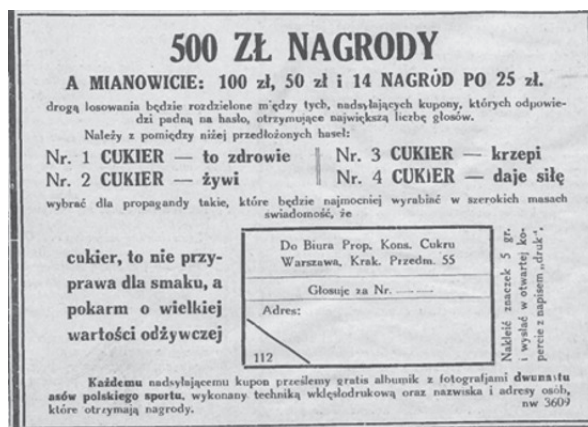 500 ZŁ NAGRODY
A MIANOWICIE: 100 zł, 50 zł i 14 NAGRÓD PO 25 zł.
drogą losowania będzie rozdzielone między tych, nadsyłających kupony, których odpowie-
dzi padną na hasło, otrzymujące największą liczbę głosów.
Należy z pomiędzy niżej przedłożonych haseł:
Nr. 1 CUKIER — to zdrowie
Nr. 2 CUKIER — żywi
Nr. 3 CUKIER — krzepi
Nr. 4 CUKIER — daje siłę
wybrać dla propagandy takie, które będzie najmocniej wyrabiać w szerokich masach
świadomość, że
cukier, to nie przy-
prawa dla smaku, a
pokarm o wielkiej
wartości odżywczej
Do Biura Prop. Kons. Cukru
Warszawa, Krak. Przedm. 55
Głosuję za Nr. ———
Adres:
112
Nakleić znaczek 5 gr.
i wysłać w otwartej ko-
percie z napisem „druk".
Każdemu nadsyłającemu kupon prześlemy gratis albumik z fotografjami dwunastu
asów polskiego sportu, wykonany techniką wklęsłodrukową oraz nazwiska i adresy osób,
które otrzymają nagrody.
nw 3609